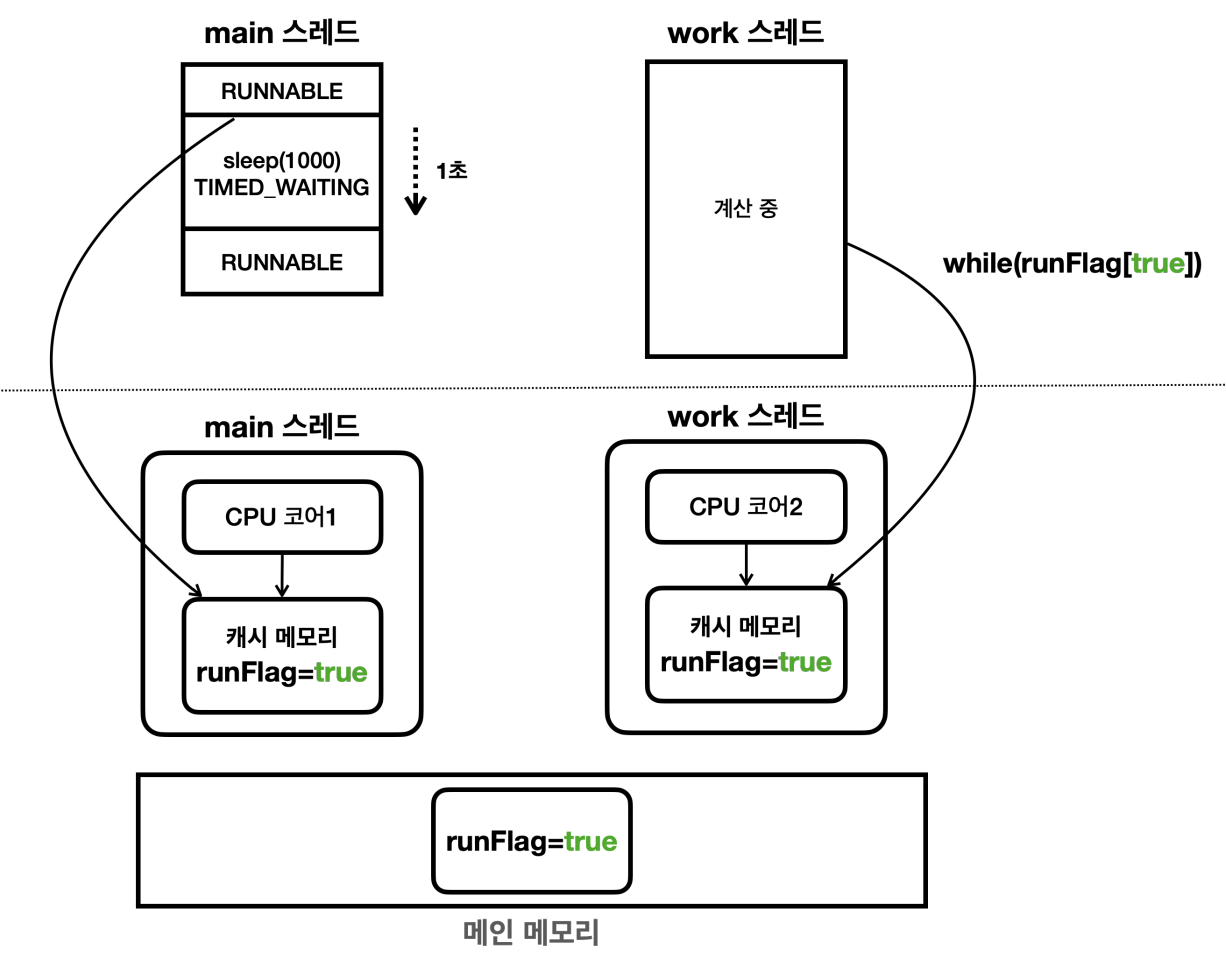 main 스레드
work 스레드
RUNNABLE
sleep(1000)
TIMED_WAITING
1초
RUNNABLE
계산 중
while(runFlag[true])
main 스레드
work 스레드
CPU 코어1
CPU 코어2
캐시 메모리
runFlag=true
캐시 메모리
runFlag=true
runFlag=true
메인 메모리